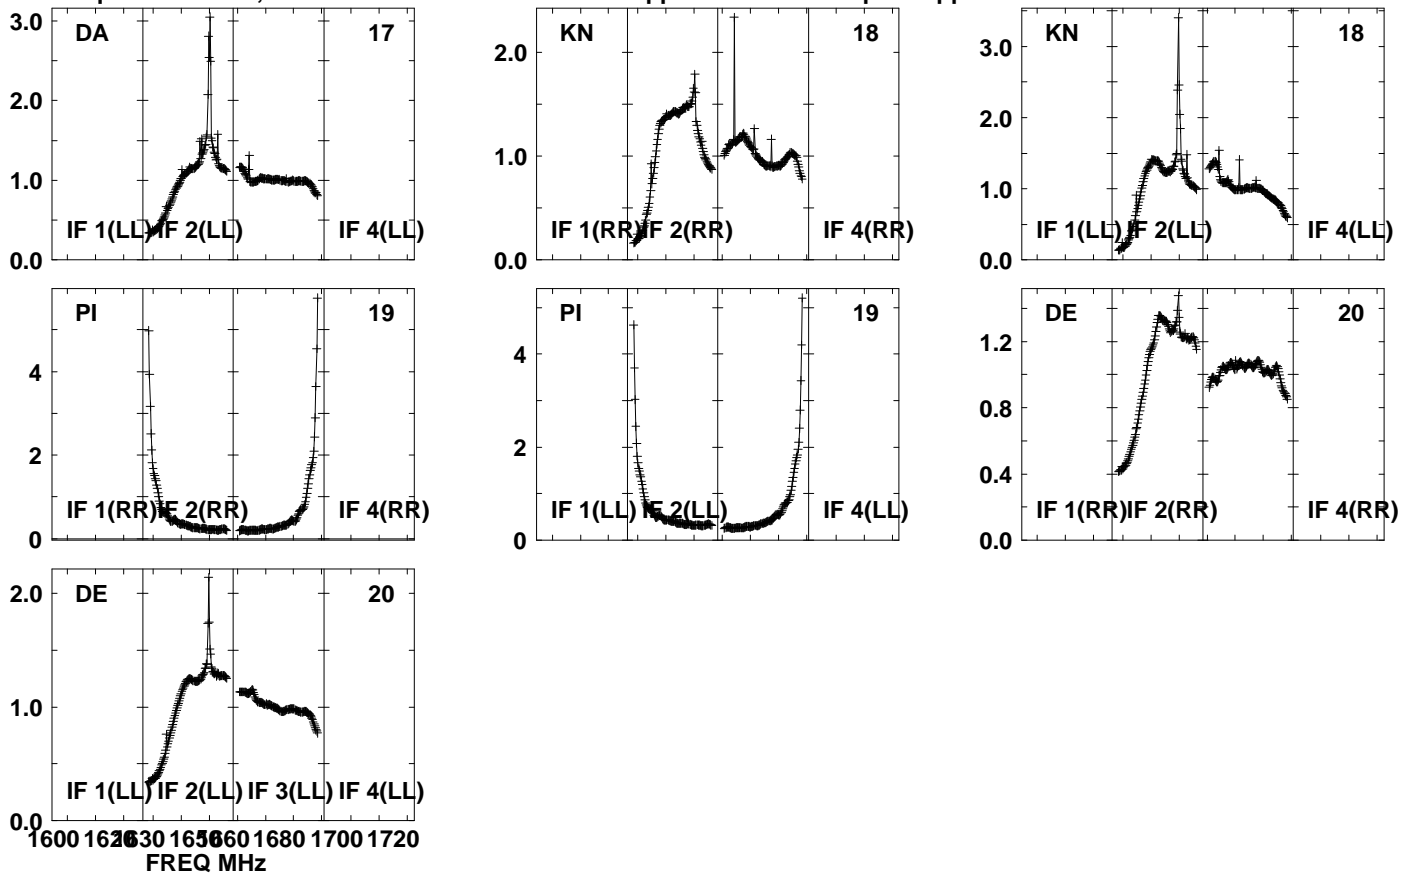 DA 17
3.0
2.0
1.0
0.0
IF 1(LL) IF 2(LL) IF 4(LL)
KN 18
2.0
1.0
0.0
IF 1(RR) IF 2(RR) IF 4(RR)
KN 18
3.0
2.0
1.0
0.0
IF 1(LL) IF 2(LL) IF 4(LL)
PI 19
4
2
0
IF 1(RR) IF 2(RR) IF 4(RR)
PI 19
4
2
0
IF 1(LL) IF 2(LL) IF 4(LL)
DE 20
1.2
0.8
0.4
0.0
IF 1(RR) IF 2(RR) IF 4(RR)
DE 20
2.0
1.0
0.0
IF 1(LL) IF 2(LL) IF 3(LL) IF 4(LL)
1600 1680 1700 1720
FREQ MHz